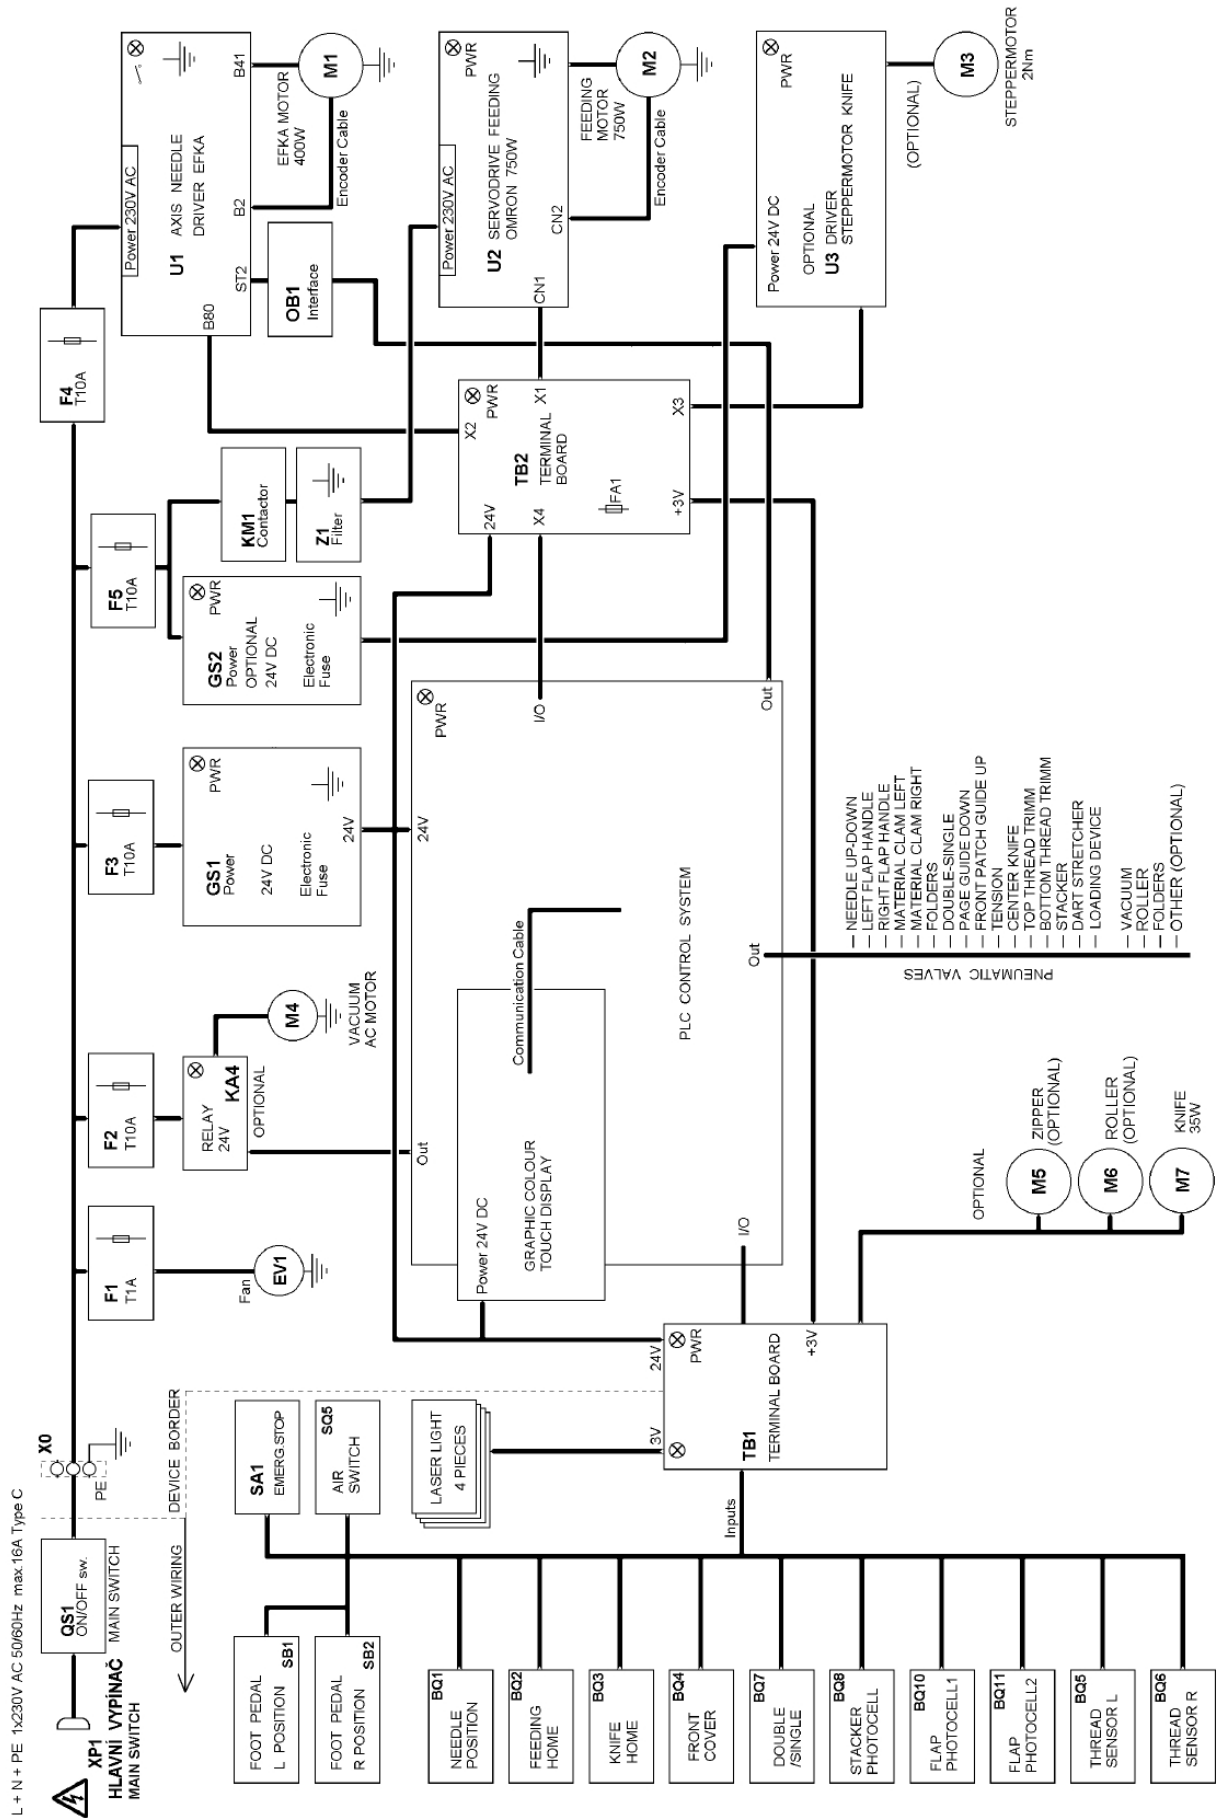 L + N + PE 1x230V AC 50/60Hz max.16A Type C
XP1
HLAVNÍ VYPÍNAČ
MAIN SWITCH
QS1
ON/OFF sw.
MAIN SWITCH
OUTER WIRING
DEVICE BORDER
X0
PE
F1
T1A
Fan
EV1
F2
T10A
RELAY
24V
KA4
OPTIONAL
M4
VACUUM
AC MOTOR
F3
T10A
GS1
Power
24V DC
PWR
Electronic
Fuse
24V
F5
T10A
GS2
Power
OPTIONAL
24V DC
PWR
Electronic
Fuse
KM1
Contactor
Z1
Filter
F4
T10A
Power 230V AC
U1
AXIS NEEDLE
DRIVER EFKA
B80
ST2
B2
B41
OB1
Interface
EFKA MOTOR
400W
Encoder Cable
M1
Power 230V AC
U2 SERVODRIVE FEEDING
OMRON 750W
PWR
CN1
CN2
FEEDING
MOTOR
750W
Encoder Cable
M2
Power 24V DC
OPTIONAL
U3 DRIVER
STEPPERMOTOR KNIFE
PWR
(OPTIONAL)
M3
STEPPERMOTOR
2Nm
X2
PWR
24V
TB2
TERMINAL
BOARD
X1
X4
FA1
+3V
X3
24V
PWR
I/O
Out
Out
Out
I/O
PLC CONTROL SYSTEM
Communication Cable
Power 24V DC
GRAPHIC COLOUR
TOUCH DISPLAY
PNEUMATIC VALVES
NEEDLE UP-DOWN
LEFT FLAP HANDLE
RIGHT FLAP HANDLE
MATERIAL CLAM LEFT
MATERIAL CLAM RIGHT
FOLDERS
DOUBLE-SINGLE
PAGE GUIDE DOWN
FRONT PATCH GUIDE UP
TENSION
CENTER KNIFE
TOP THREAD TRIMM
BOTTOM THREAD TRIMM
STACKER
DART STRETCHER
LOADING DEVICE
VACUUM
ROLLER
FOLDERS
OTHER (OPTIONAL)
SA1
EMERG.STOP
SQ5
AIR
SWITCH
LASER LIGHT
4 PIECES
3V
24V
PWR
TB1
TERMINAL BOARD
+3V
Inputs
OPTIONAL
M5
ZIPPER
(OPTIONAL)
M6
ROLLER
(OPTIONAL)
M7
KNIFE
35W
FOOT PEDAL
L POSITION
SB1
FOOT PEDAL
R POSITION
SB2
BQ1
NEEDLE
POSITION
BQ2
FEEDING
HOME
BQ3
KNIFE
HOME
BQ4
FRONT
COVER
BQ7
DOUBLE
/SINGLE
BQ8
STACKER
PHOTOCELL
BQ10
FLAP
PHOTOCELL1
BQ11
FLAP
PHOTOCELL2
BQ5
THREAD
SENSOR L
BQ6
THREAD
SENSOR R